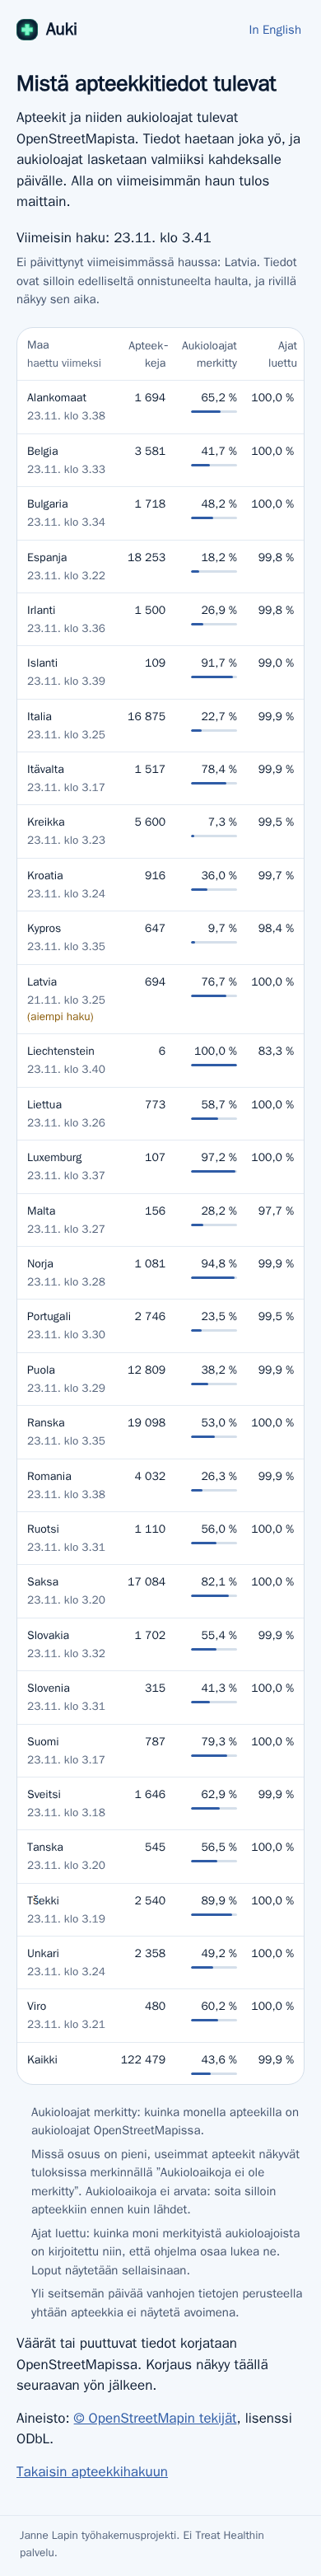 Auki
In English
Mistä apteekkitiedot tulevat
Apteekit ja niiden aukioloajat tulevat
OpenStreetMapista. Tiedot haetaan joka yö, ja
aukioloajat lasketaan valmiiksi kahdeksalle
päivälle. Alla on viimeisimmän haun tulos
maittain.
Viimeisin haku: 23.11. klo 3.41
Ei päivittynyt viimeisimmässä haussa: Latvia. Tiedot
ovat silloin edelliseltä onnistuneelta haulta, ja rivillä
näkyy sen aika.
Maa Apteek- Aukioloajat Ajat
haettu viimeksi keja merkitty luettu
Alankomaat 1 694 65,2 % 100,0 %
23.11. klo 3.38
Belgia 3 581 41,7 % 100,0 %
23.11. klo 3.33
Bulgaria 1 718 48,2 % 100,0 %
23.11. klo 3.34
Espanja 18 253 18,2 % 99,8 %
23.11. klo 3.22
Irlanti 1 500 26,9 % 99,8 %
23.11. klo 3.36
Islanti 109 91,7 % 99,0 %
23.11. klo 3.39
Italia 16 875 22,7 % 99,9 %
23.11. klo 3.25
Itävalta 1 517 78,4 % 99,9 %
23.11. klo 3.17
Kreikka 5 600 7,3 % 99,5 %
23.11. klo 3.23
Kroatia 916 36,0 % 99,7 %
23.11. klo 3.24
Kypros 647 9,7 % 98,4 %
23.11. klo 3.35
Latvia 694 76,7 % 100,0 %
21.11. klo 3.25
(aiempi haku)
Liechtenstein 6 100,0 % 83,3 %
23.11. klo 3.40
Liettua 773 58,7 % 100,0 %
23.11. klo 3.26
Luxemburg 107 97,2 % 100,0 %
23.11. klo 3.37
Malta 156 28,2 % 97,7 %
23.11. klo 3.27
Norja 1 081 94,8 % 99,9 %
23.11. klo 3.28
Portugali 2 746 23,5 % 99,5 %
23.11. klo 3.30
Puola 12 809 38,2 % 99,9 %
23.11. klo 3.29
Ranska 19 098 53,0 % 100,0 %
23.11. klo 3.35
Romania 4 032 26,3 % 99,9 %
23.11. klo 3.38
Ruotsi 1 110 56,0 % 100,0 %
23.11. klo 3.31
Saksa 17 084 82,1 % 100,0 %
23.11. klo 3.20
Slovakia 1 702 55,4 % 99,9 %
23.11. klo 3.32
Slovenia 315 41,3 % 100,0 %
23.11. klo 3.31
Suomi 787 79,3 % 100,0 %
23.11. klo 3.17
Sveitsi 1 646 62,9 % 99,9 %
23.11. klo 3.18
Tanska 545 56,5 % 100,0 %
23.11. klo 3.20
Tšekki 2 540 89,9 % 100,0 %
23.11. klo 3.19
Unkari 2 358 49,2 % 100,0 %
23.11. klo 3.24
Viro 480 60,2 % 100,0 %
23.11. klo 3.21
Kaikki 122 479 43,6 % 99,9 %
Aukioloajat merkitty: kuinka monella apteekilla on
aukioloajat OpenStreetMapissa.
Missä osuus on pieni, useimmat apteekit näkyvät
tuloksissa merkinnällä ”Aukioloaikoja ei ole
merkitty”. Aukioloaikoja ei arvata: soita silloin
apteekkiin ennen kuin lähdet.
Ajat luettu: kuinka moni merkityistä aukioloajoista
on kirjoitettu niin, että ohjelma osaa lukea ne.
Loput näytetään sellaisinaan.
Yli seitsemän päivää vanhojen tietojen perusteella
yhtään apteekkia ei näytetä avoimena.
Väärät tai puuttuvat tiedot korjataan
OpenStreetMapissa. Korjaus näkyy täällä
seuraavan yön jälkeen.
Aineisto: © OpenStreetMapin tekijät, lisenssi
ODbL.
Takaisin apteekkihakuun
Janne Lapin työhakemusprojekti. Ei Treat Healthin
palvelu.